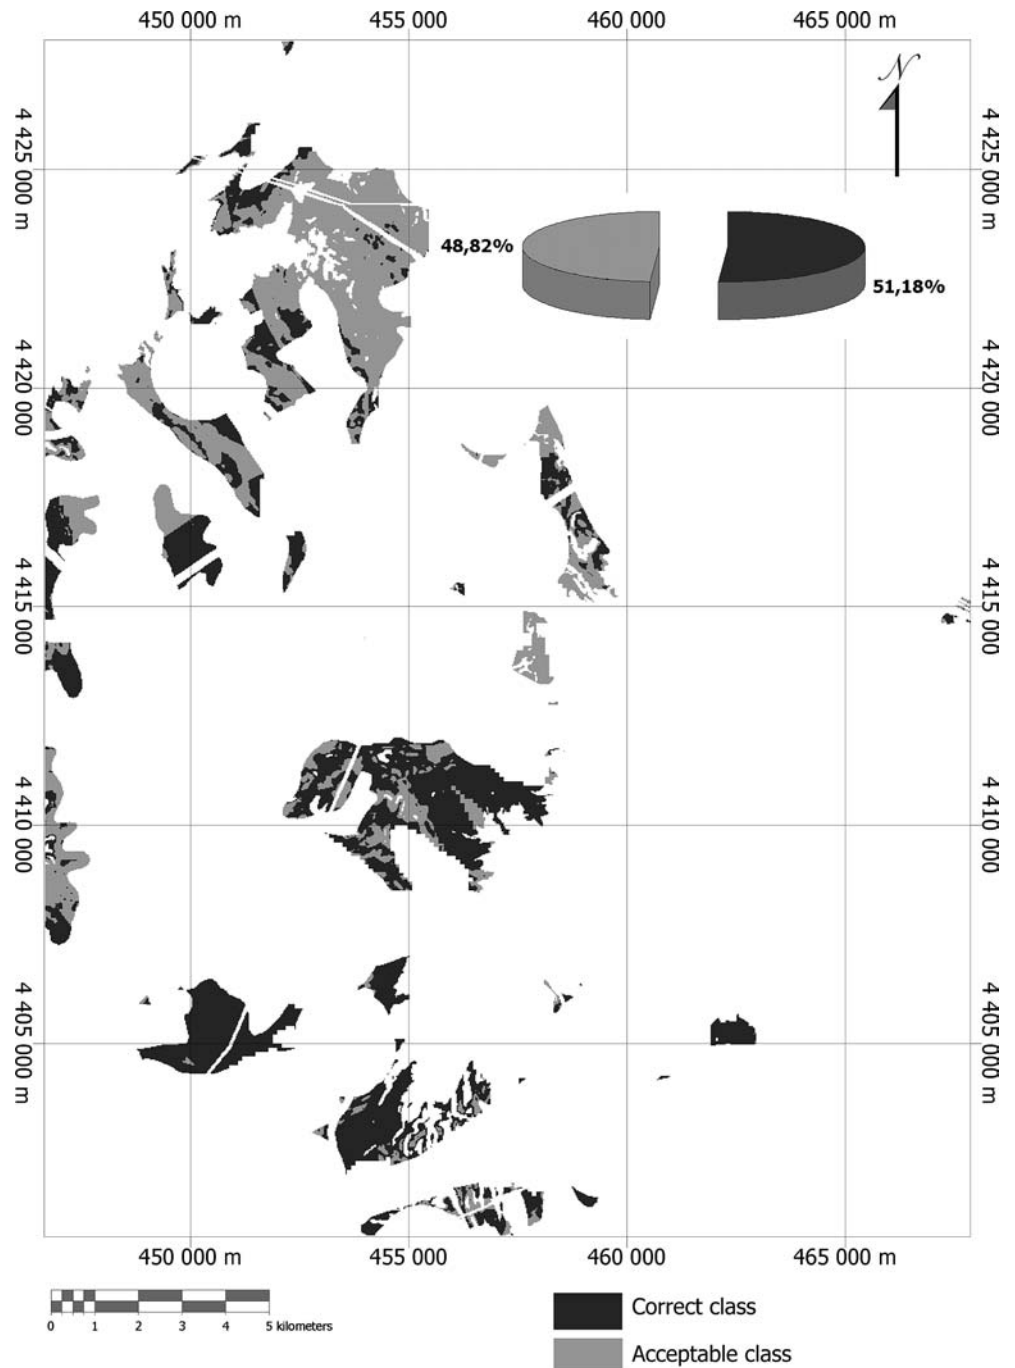 450 000 m 455 000 m 460 000 m 465 000 m
N
4 425 000 m
4 425 000 m
48,82%
51,18%
4 420 000 m
4 420 000 m
4 415 000 m
4 415 000 m
4 410 000 m
4 410 000 m
4 405 000 m
4 405 000 m
450 000 m 455 000 m 460 000 m 465 000 m
0 1 2 3 4 5 kilometers
Correct class
Acceptable class